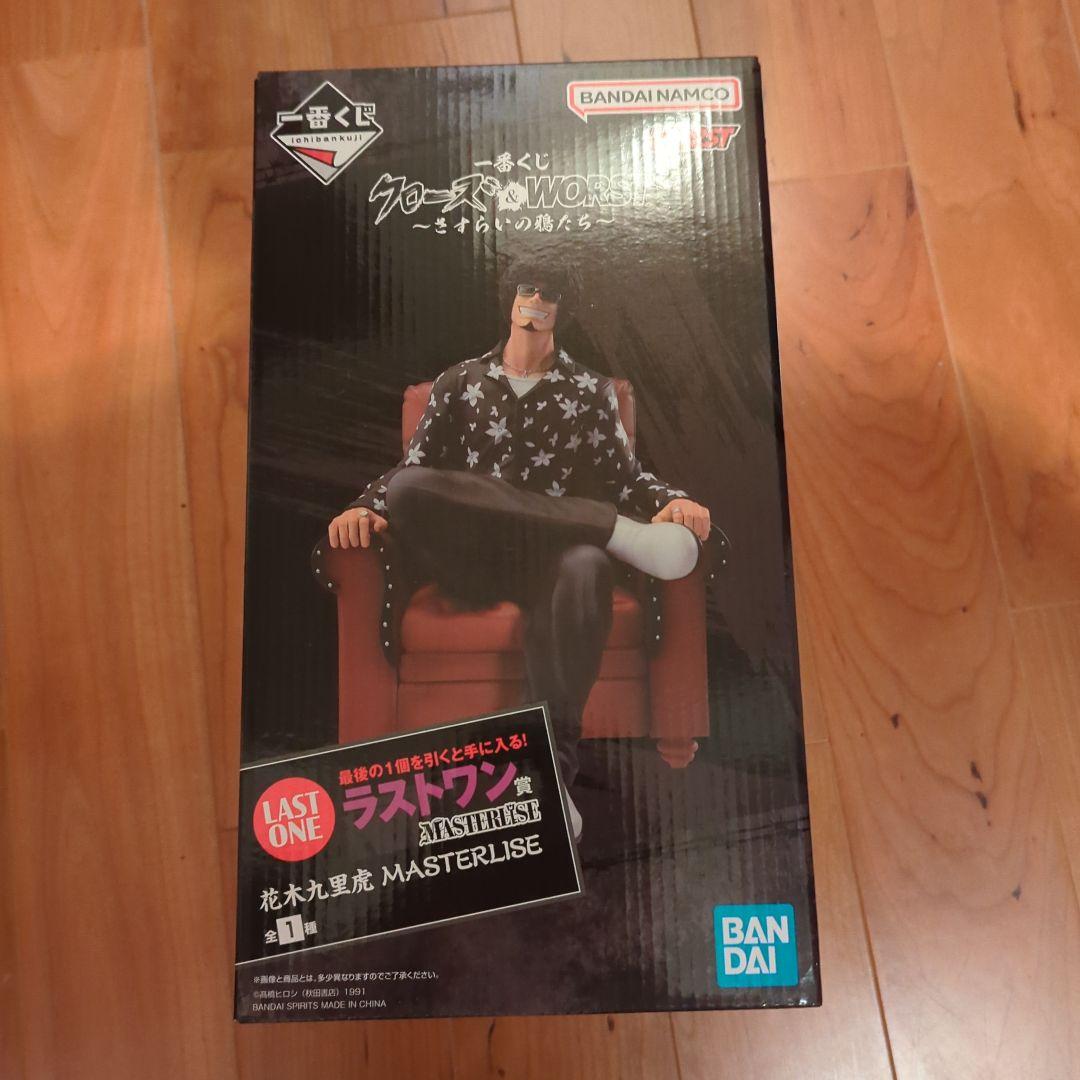 一番くじ
ichibankuji
BANDAI NAMCO
一番くじ
クローズ&WORST
〜さすらいの鴉たち〜
LAST
ONE
最後の1個を引くと手に入る!
ラストワン賞
MASTERLISE
花木九里虎 MASTERLISE
全1種
※画像と商品とは、多少異なりますのでご了承ください。
©髙橋ヒロシ(秋田書店)1991
BANDAI SPIRITS MADE IN CHINA
BAN
DAI